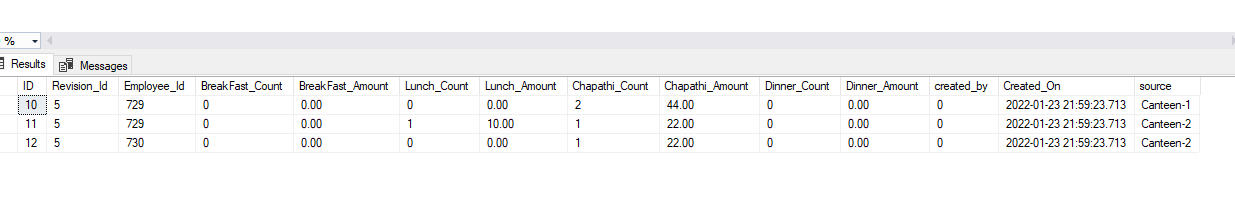 %
Results Messages
ID Revision_Id Employee_Id BreakFast_Count BreakFast_Amount Lunch_Count Lunch_Amount Chapathi_Count Chapathi_Amount Dinner_Count Dinner_Amount created_by Created_On source
10 5 729 0 0.00 0 0.00 2 44.00 0 0.00 0 2022-01-23 21:59:23.713 Canteen-1
11 5 729 0 0.00 1 10.00 1 22.00 0 0.00 0 2022-01-23 21:59:23.713 Canteen-2
12 5 730 0 0.00 0 0.00 1 22.00 0 0.00 0 2022-01-23 21:59:23.713 Canteen-2